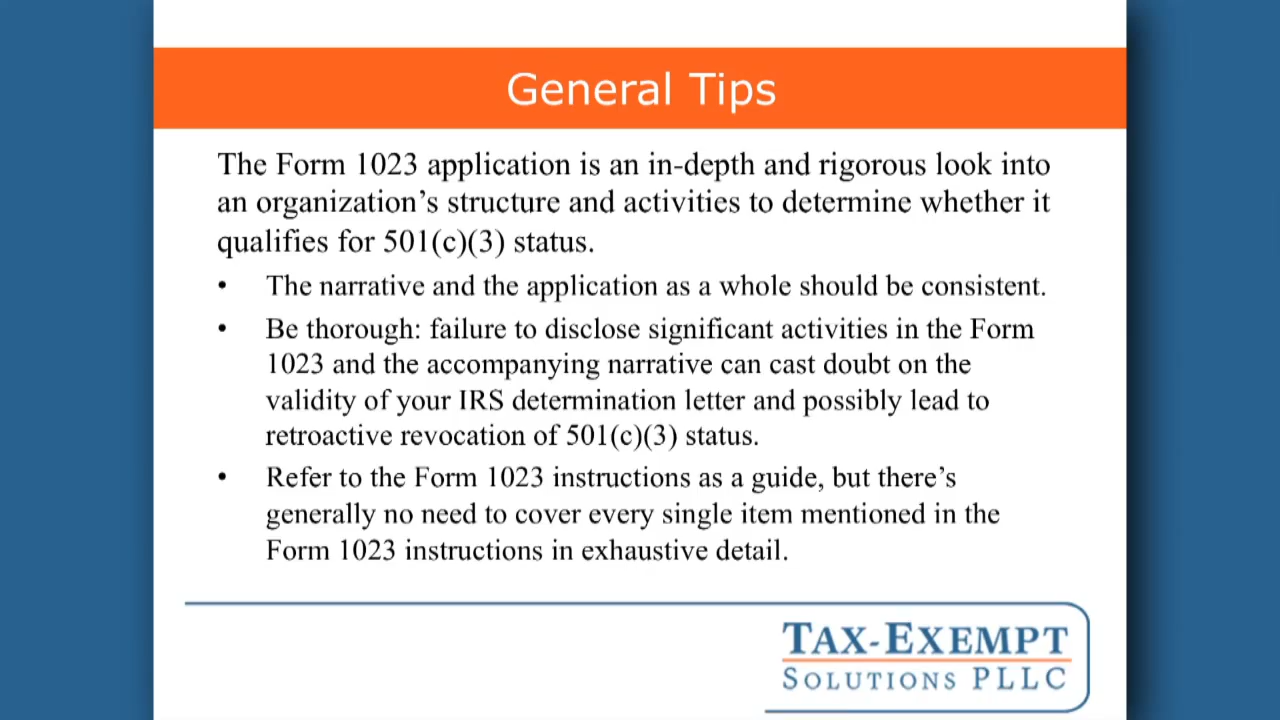 General Tips
The Form 1023 application is an in-depth and rigorous look into
an organization’s structure and activities to determine whether it
qualifies for 501(c)(3) status.
• The narrative and the application as a whole should be consistent.
• Be thorough: failure to disclose significant activities in the Form
1023 and the accompanying narrative can cast doubt on the
validity of your IRS determination letter and possibly lead to
retroactive revocation of 501(c)(3) status.
• Refer to the Form 1023 instructions as a guide, but there’s
generally no need to cover every single item mentioned in the
Form 1023 instructions in exhaustive detail.
TAX-EXEMPT
SOLUTIONS PLLC